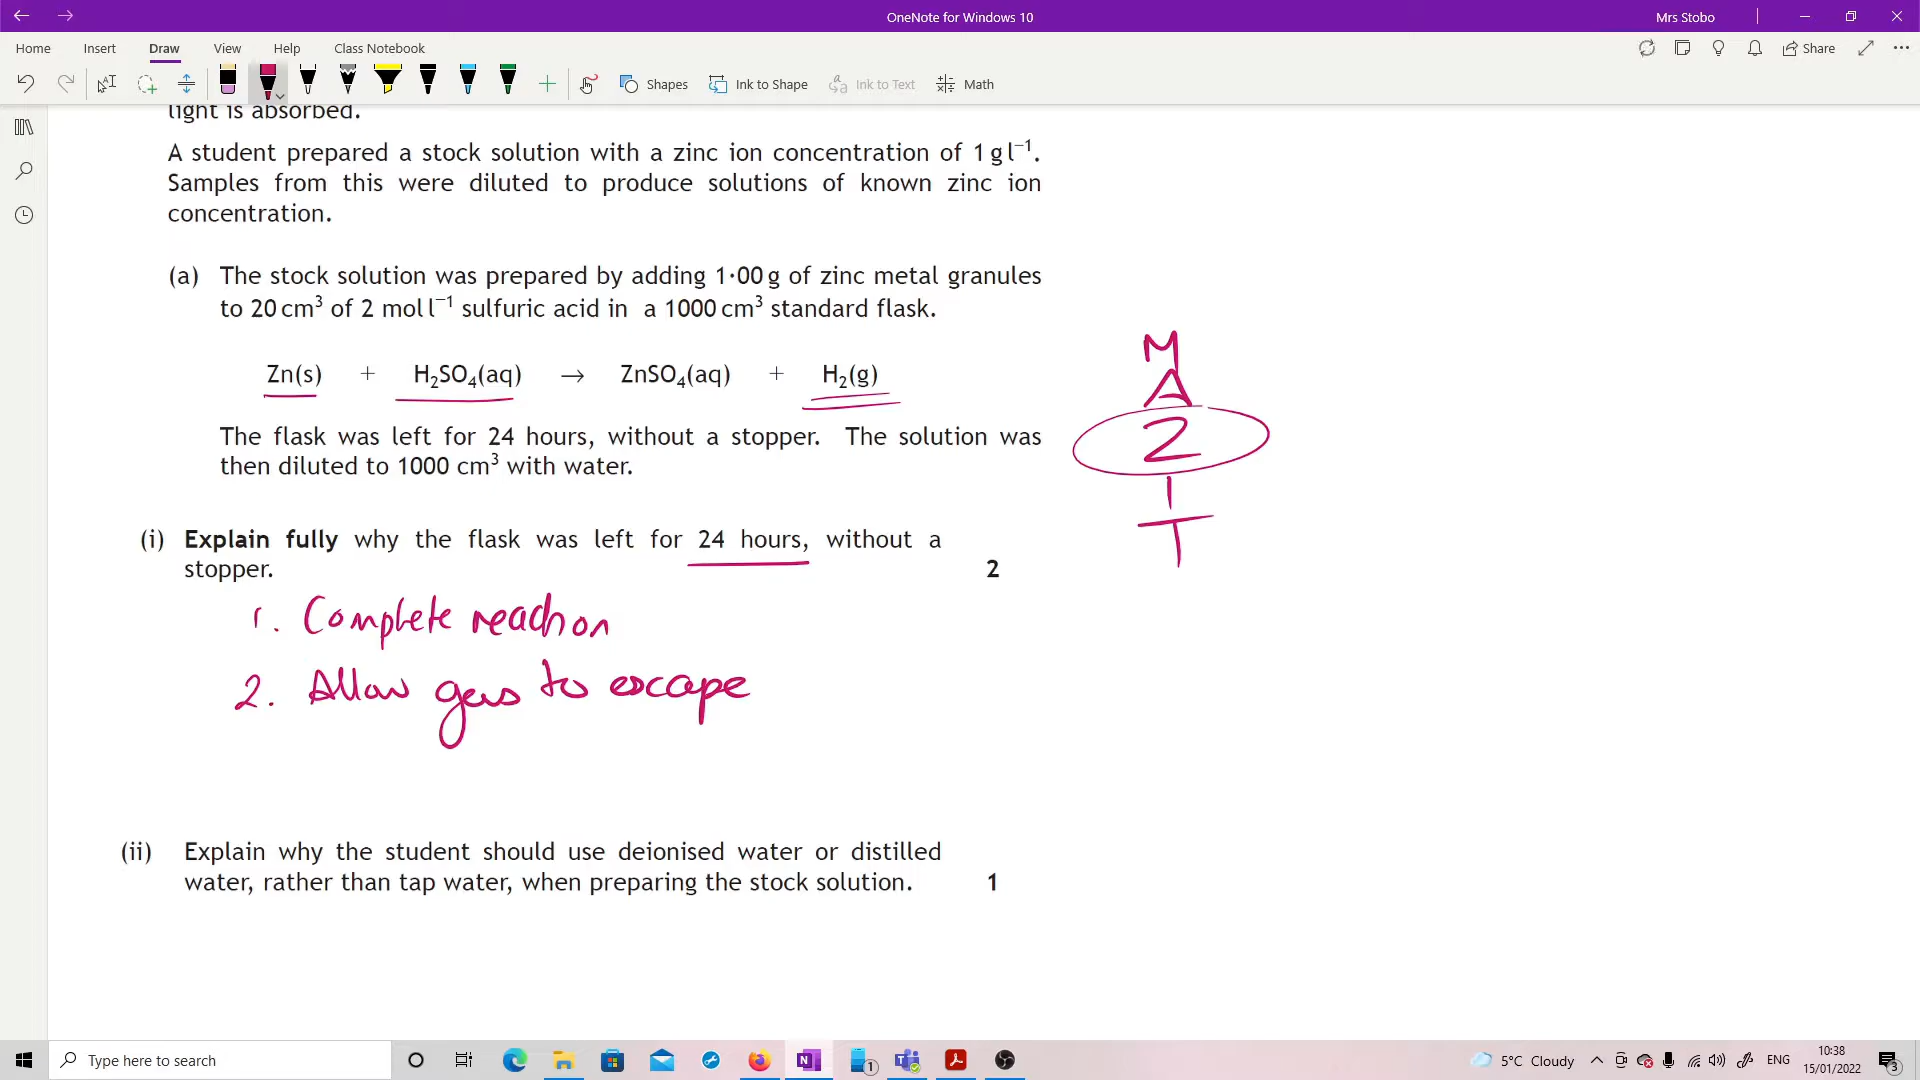 OneNote for Windows 10
Mrs Stobo
Home Insert Draw View Help Class Notebook
Share
Shapes Ink to Shape Ink to Text Math
light is absorbed.
A student prepared a stock solution with a zinc ion concentration of 1 g l⁻¹.
Samples from this were diluted to produce solutions of known zinc ion
concentration.
(a) The stock solution was prepared by adding 1·00 g of zinc metal granules
to 20 cm³ of 2 mol l⁻¹ sulfuric acid in a 1000 cm³ standard flask.
Zn(s) + H₂SO₄(aq) → ZnSO₄(aq) + H₂(g)
The flask was left for 24 hours, without a stopper. The solution was
then diluted to 1000 cm³ with water.
M
A
2
I
T
(i) Explain fully why the flask was left for 24 hours, without a
stopper. 2
1. Complete reaction
2. Allow gas to escape
(ii) Explain why the student should use deionised water or distilled
water, rather than tap water, when preparing the stock solution. 1
Type here to search
1
5°C Cloudy
ENG
10:38
15/01/2022
3